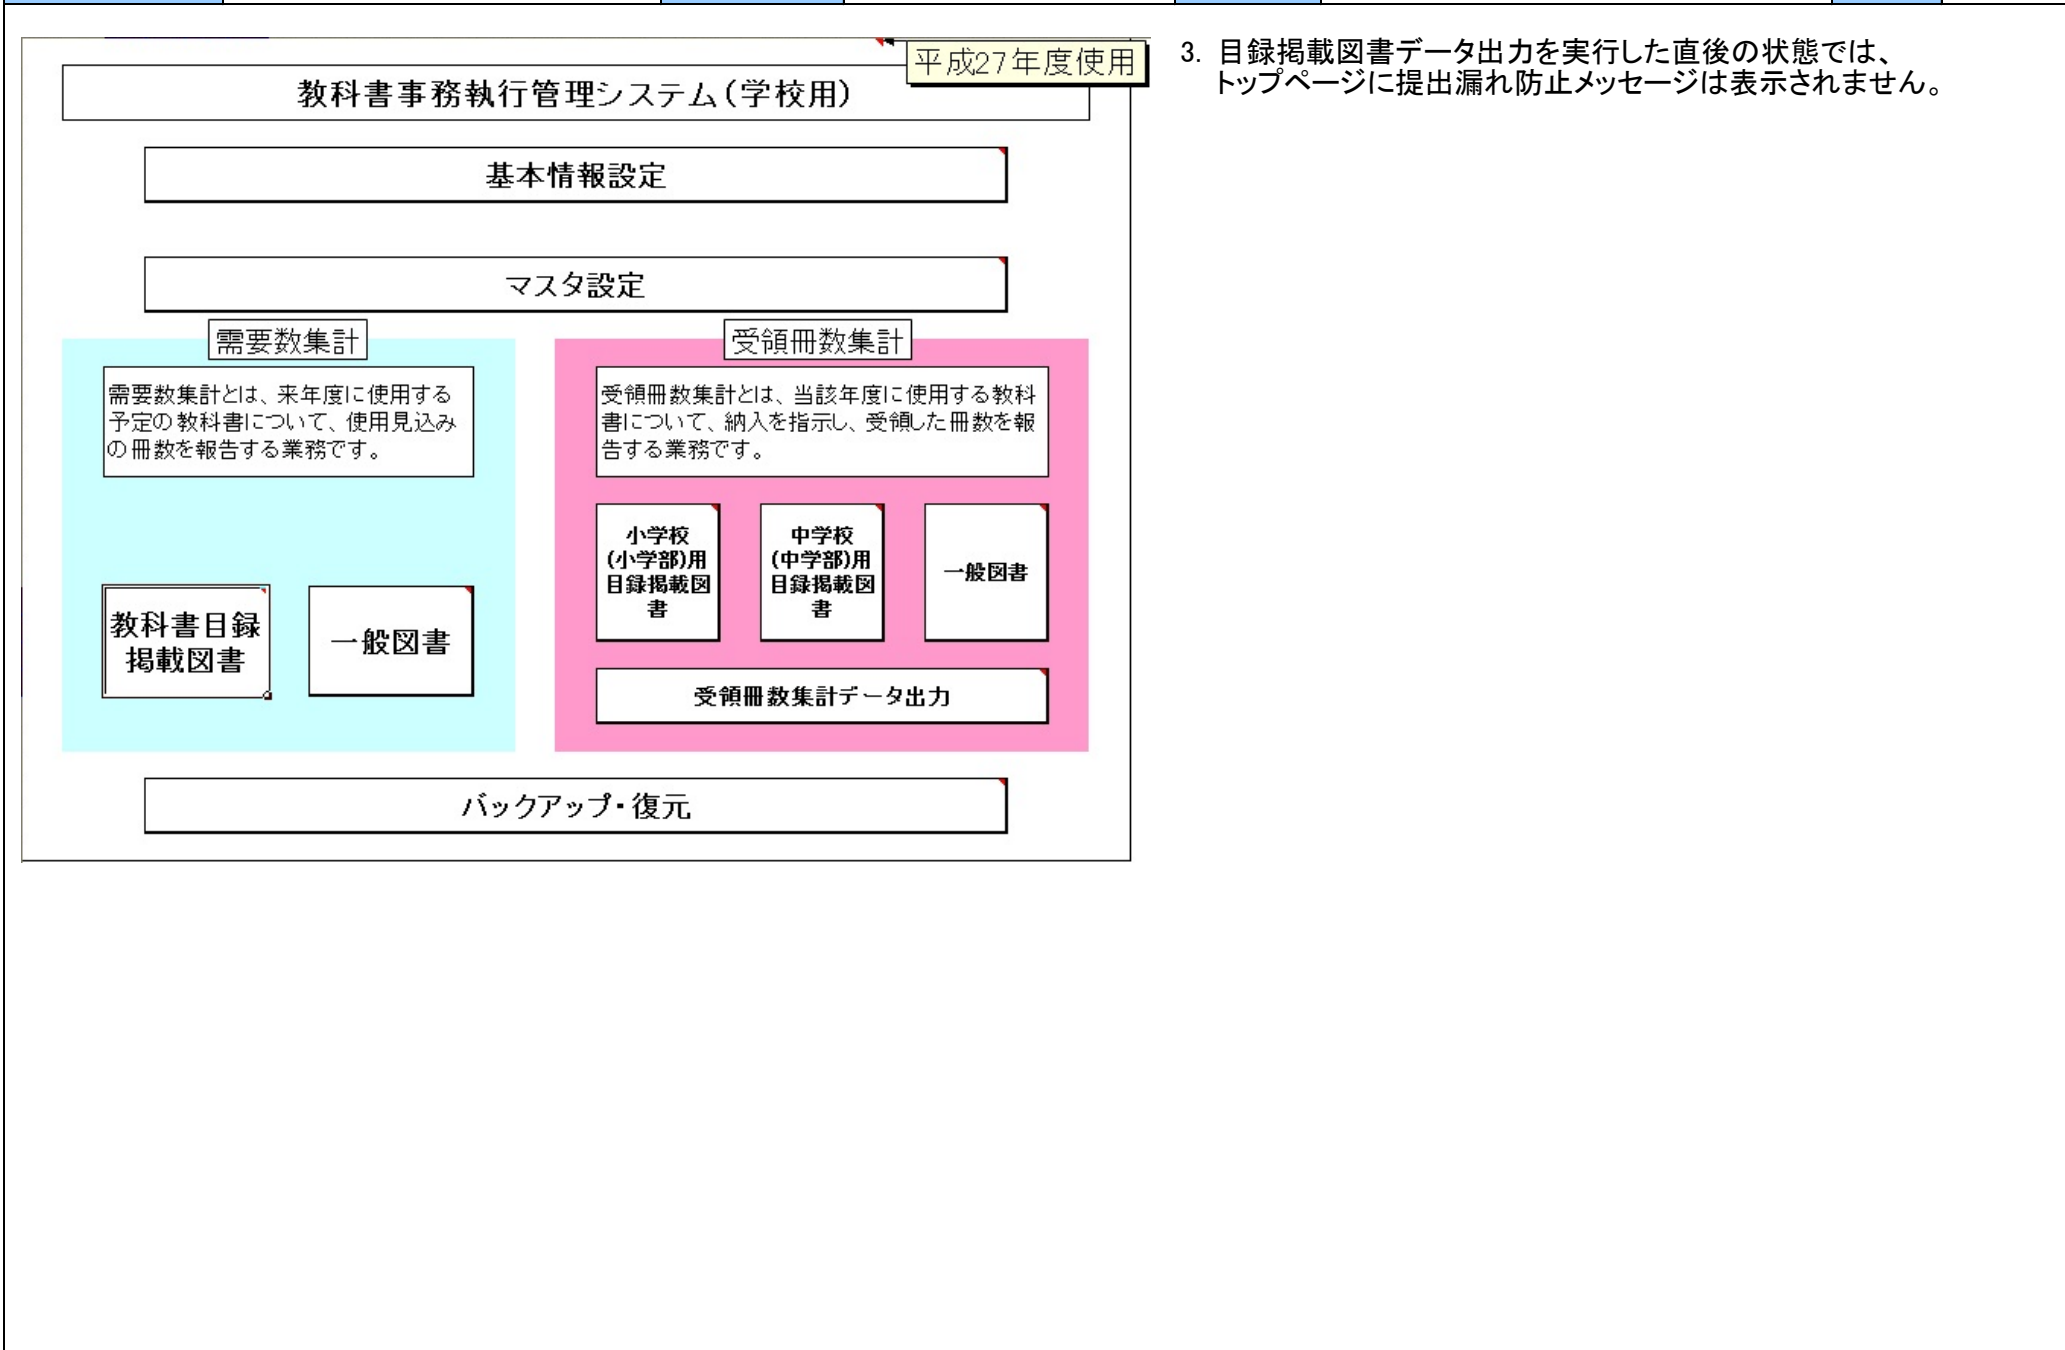 平成27年度使用
教科書事務執行管理システム(学校用)
基本情報設定
マスタ設定
需要数集計
需要数集計とは、来年度に使用する
予定の教科書について、使用見込み
の冊数を報告する業務です。
教科書目録
掲載図書
一般図書
受領冊数集計
受領冊数集計とは、当該年度に使用する教科
書について、納入を指示し、受領した冊数を報
告する業務です。
小学校
(小学部)用
目録掲載図
書
中学校
(中学部)用
目録掲載図
書
一般図書
受領冊数集計データ出力
バックアップ・復元
3. 目録掲載図書データ出力を実行した直後の状態では、
トップページに提出漏れ防止メッセージは表示されません。